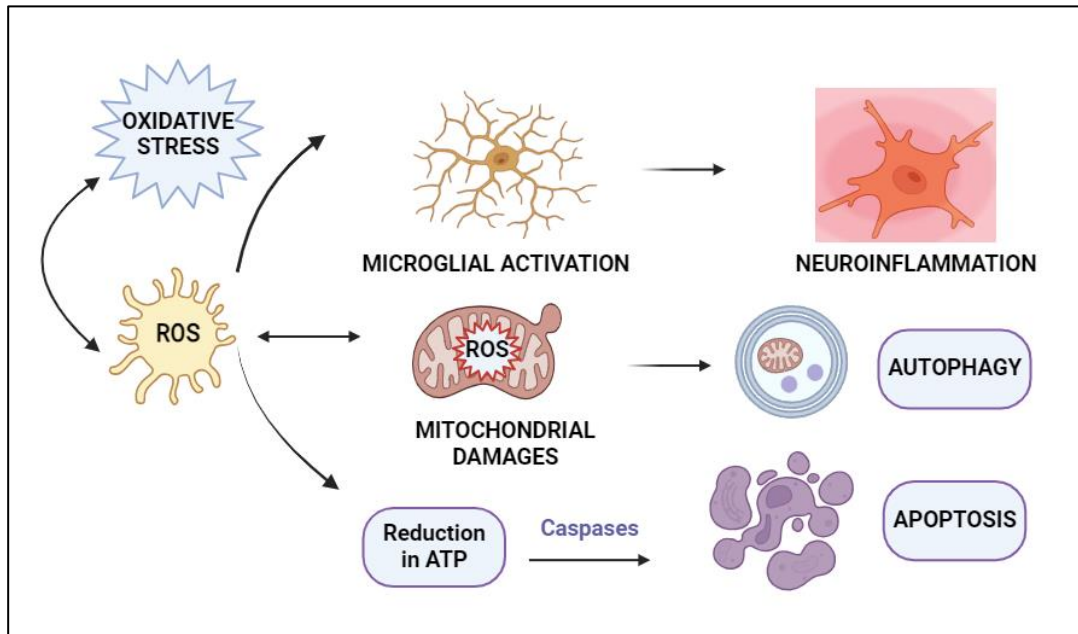 OXIDATIVE
STRESS
MICROGLIAL ACTIVATION
NEUROINFLAMMATION
ROS
ROS
MITOCHONDRIAL
DAMAGES
AUTOPHAGY
Reduction
in ATP
Caspases
APOPTOSIS